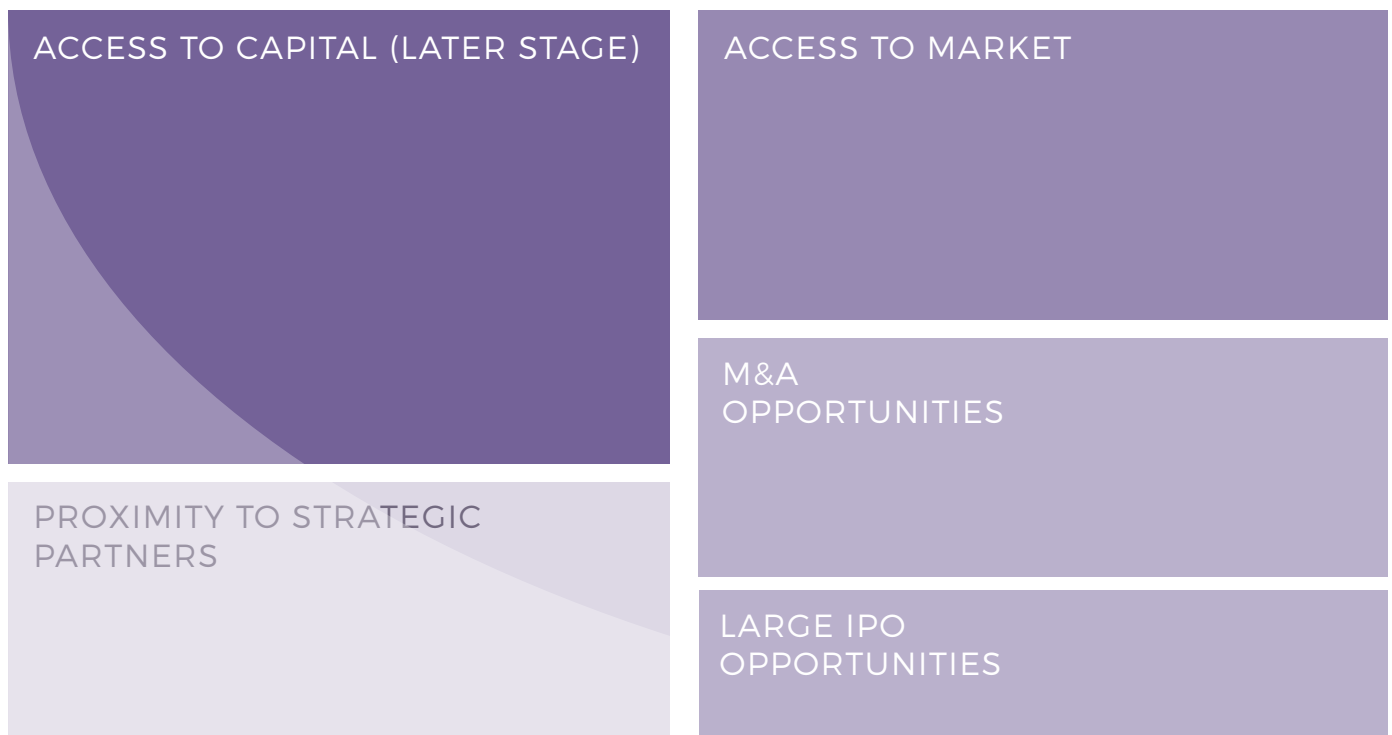 ACCESS TO CAPITAL (LATER STAGE)
PROXIMITY TO STRATEGIC
PARTNERS
ACCESS TO MARKET
M&A
OPPORTUNITIES
LARGE IPO
OPPORTUNITIES